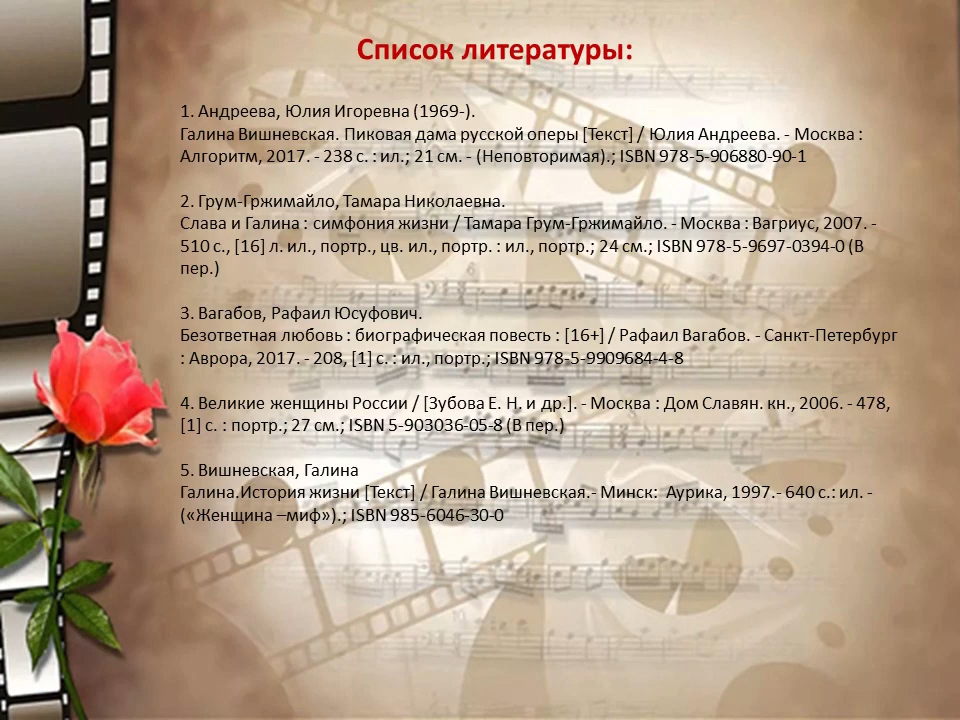 Список литературы:
1. Андреева, Юлия Игоревна (1969-).
Галина Вишневская. Пиковая дама русской оперы [Текст] / Юлия Андреева. - Москва :
Алгоритм, 2017. - 238 с. : ил.; 21 см. - (Неповторимая).; ISBN 978-5-906880-90-1
2. Грум-Гржимайло, Тамара Николаевна.
Слава и Галина : симфония жизни / Тамара Грум-Гржимайло. - Москва : Вагриус, 2007. -
510 с., [16] л. ил., портр., цв. ил., портр. : ил., портр.; 24 см.; ISBN 978-5-9697-0394-0 (В
пер.)
3. Вагабов, Рафаил Юсуфович.
Безответная любовь : биографическая повесть : [16+] / Рафаил Вагабов. - Санкт-Петербург
: Аврора, 2017. - 208, [1] с. : ил., портр.; ISBN 978-5-9909684-4-8
4. Великие женщины России / [Зубова Е. Н. и др.]. - Москва : Дом Славян. кн., 2006. - 478,
[1] с. : портр.; 27 см.; ISBN 5-903036-05-8 (В пер.)
5. Вишневская, Галина
Галина.История жизни [Текст] / Галина Вишневская.- Минск:  Аурика, 1997.- 640 с.: ил. -
(«Женщина –миф»).; ISBN 985-6046-30-0